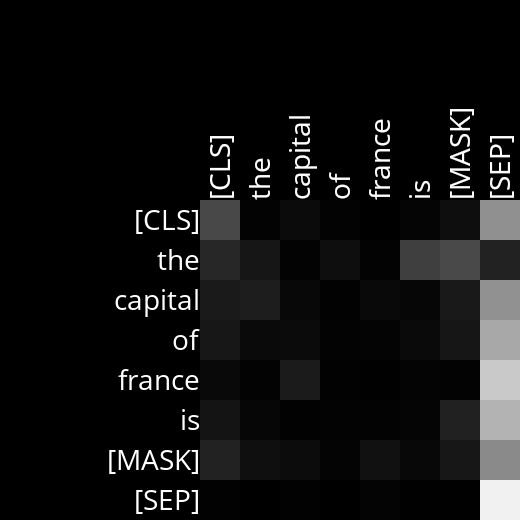 [CLS]
the
capital
of
france
is
[MASK]
[SEP]
[CLS]
the
capital
of
france
is
[MASK]
[SEP]